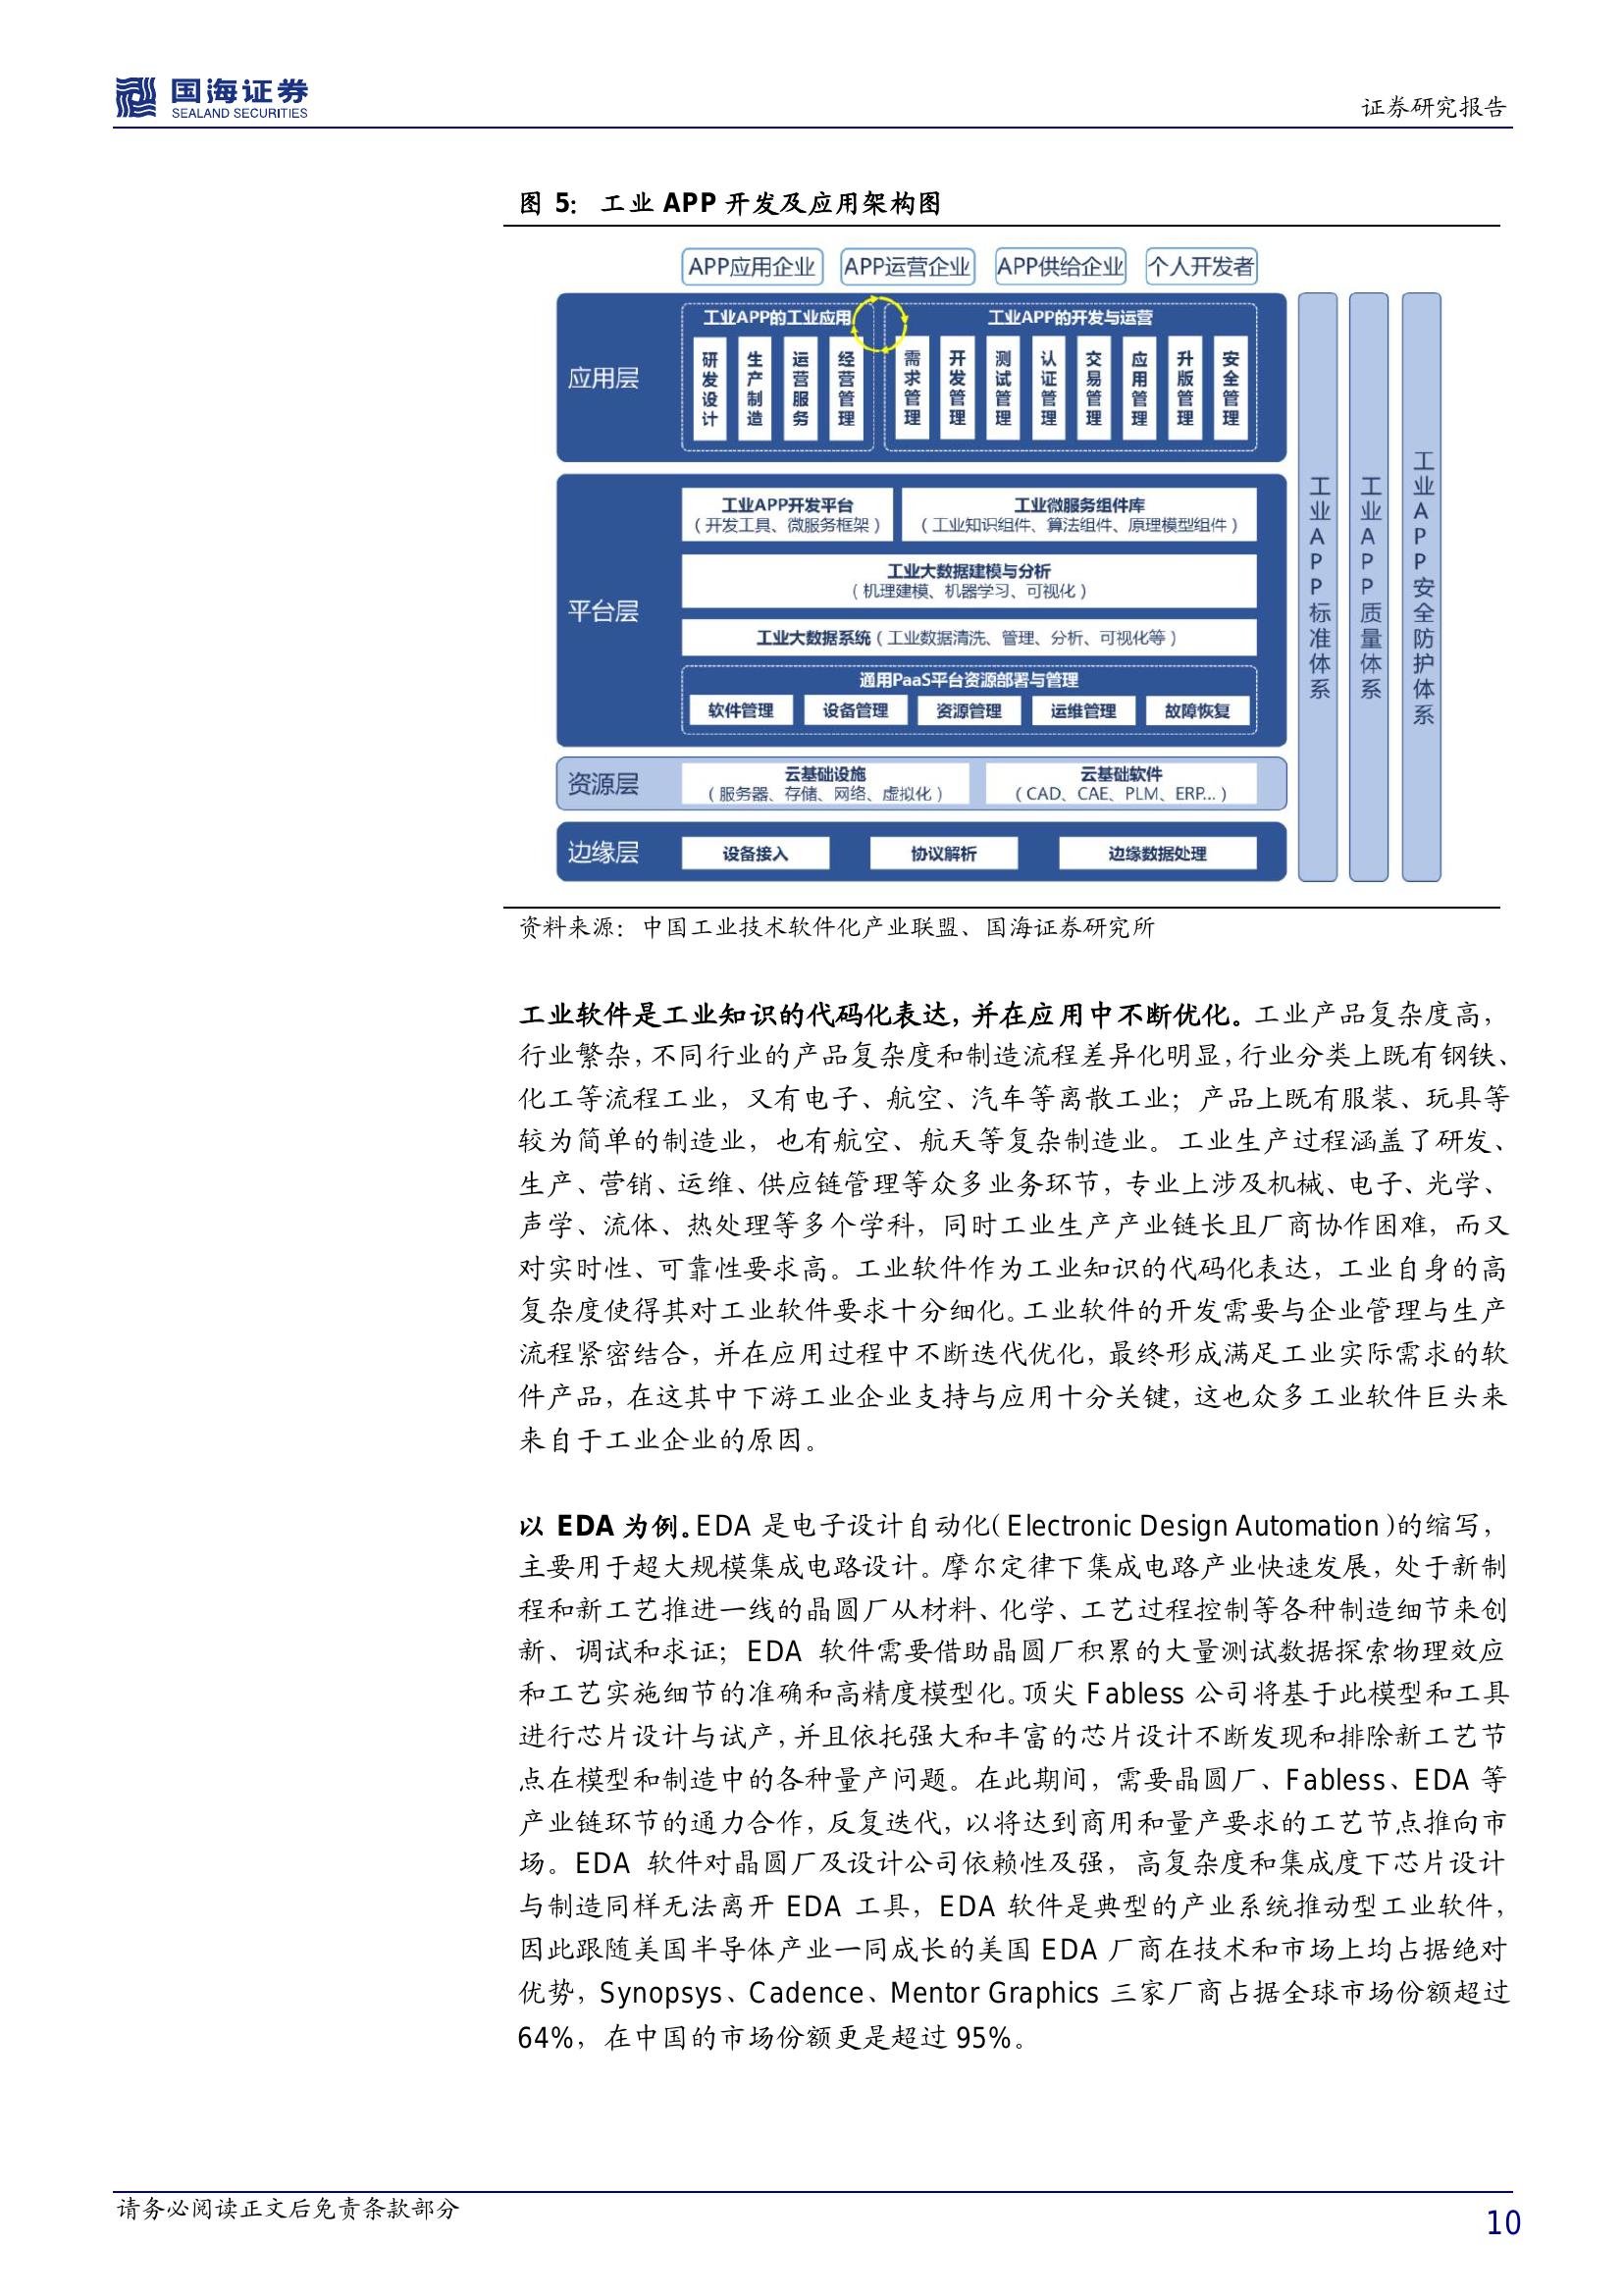 国海证券
SEALAND SECURITIES
证券研究报告
图 5： 工业 APP 开发及应用架构图
APP应用企业 APP运营企业 APP供给企业 个人开发者
应用层
工业APP的工业应用
研发设计 生产制造 运营服务 经营管理
工业APP的开发与运营
需求管理 开发管理 测试管理 认证管理 交易管理 应用管理 升版管理 安全管理
平台层
工业APP开发平台
（开发工具、微服务框架）
工业微服务组件库
（工业知识组件、算法组件、原理模型组件）
工业大数据建模与分析
（机理建模、机器学习、可视化）
工业大数据系统（工业数据清洗、管理、分析、可视化等）
通用PaaS平台资源部署与管理
软件管理 设备管理 资源管理 运维管理 故障恢复
资源层
云基础设施
（服务器、存储、网络、虚拟化）
云基础软件
（CAD、CAE、PLM、ERP...）
边缘层
设备接入 协议解析 边缘数据处理
工业APP标准体系
工业APP质量体系
工业APP安全防护体系
资料来源：中国工业技术软件化产业联盟、国海证券研究所
工业软件是工业知识的代码化表达，并在应用中不断优化。工业产品复杂度高，
行业繁杂，不同行业的产品复杂度和制造流程差异化明显，行业分类上既有钢铁、
化工等流程工业，又有电子、航空、汽车等离散工业；产品上既有服装、玩具等
较为简单的制造业，也有航空、航天等复杂制造业。工业生产过程涵盖了研发、
生产、营销、运维、供应链管理等众多业务环节，专业上涉及机械、电子、光学、
声学、流体、热处理等多个学科，同时工业生产产业链长且厂商协作困难，而又
对实时性、可靠性要求高。工业软件作为工业知识的代码化表达，工业自身的高
复杂度使得其对工业软件要求十分细化。工业软件的开发需要与企业管理与生产
流程紧密结合，并在应用过程中不断迭代优化，最终形成满足工业实际需求的软
件产品，在这其中下游工业企业支持与应用十分关键，这也众多工业软件巨头来
来自于工业企业的原因。
以 EDA 为例。EDA 是电子设计自动化（Electronic Design Automation）的缩写，
主要用于超大规模集成电路设计。摩尔定律下集成电路产业快速发展，处于新制
程和新工艺推进一线的晶圆厂从材料、化学、工艺过程控制等各种制造细节来创
新、调试和求证；EDA 软件需要借助晶圆厂积累的大量测试数据探索物理效应
和工艺实施细节的准确和高精度模型化。顶尖 Fabless 公司将基于此模型和工具
进行芯片设计与试产，并且依托强大和丰富的芯片设计不断发现和排除新工艺节
点在模型和制造中的各种量产问题。在此期间，需要晶圆厂、Fabless、EDA 等
产业链环节的通力合作，反复迭代，以将达到商用和量产要求的工艺节点推向市
场。EDA 软件对晶圆厂及设计公司依赖性及强，高复杂度和集成度下芯片设计
与制造同样无法离开 EDA 工具，EDA 软件是典型的产业系统推动型工业软件，
因此跟随美国半导体产业一同成长的美国 EDA 厂商在技术和市场上均占据绝对
优势，Synopsys、Cadence、Mentor Graphics 三家厂商占据全球市场份额超过
64%，在中国的市场份额更是超过 95%。
请务必阅读正文后免责条款部分
10